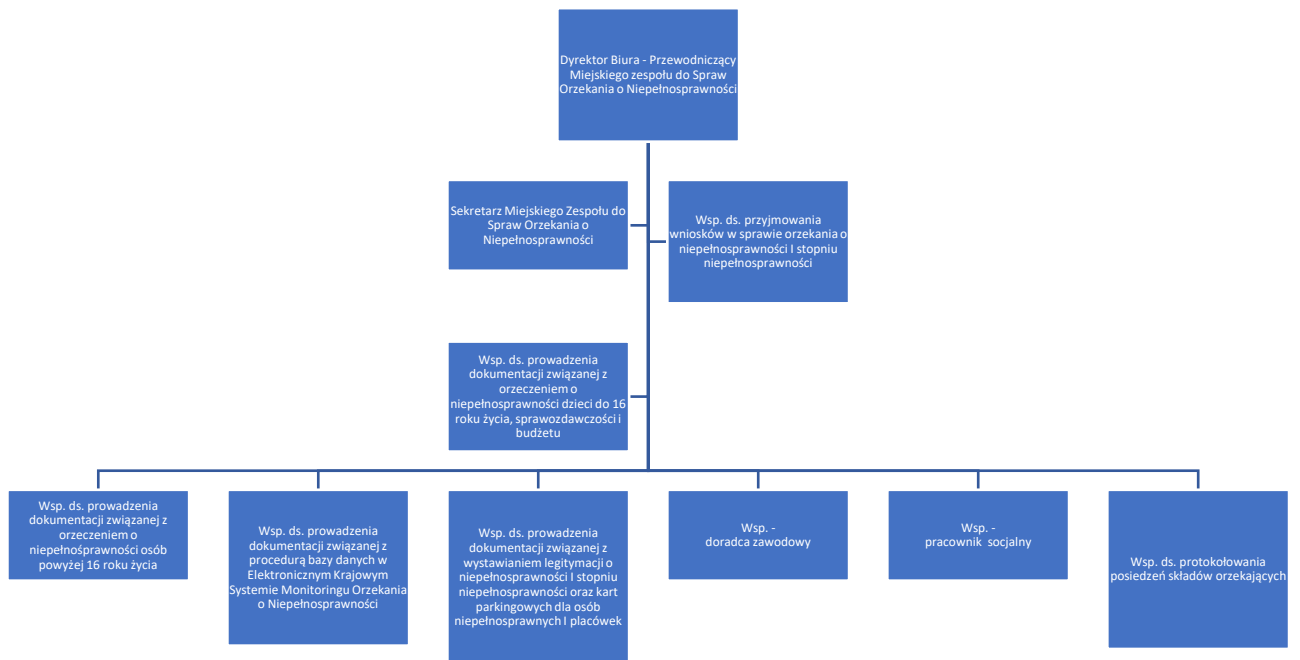 Dyrektor Biura - Przewodniczący
Miejskiego zespołu do Spraw
Orzekania o Niepełnosprawności
Sekretarz Miejskiego Zespołu do
Spraw Orzekania o
Niepełnosprawności
Wsp. ds. przyjmowania
wniosków w sprawie orzekania o
niepełnosprawności I stopniu
niepełnosprawności
Wsp. ds. prowadzenia
dokumentacji związanej z
orzeczeniem o
niepełnosprawności dzieci do 16
roku życia, sprawozdawczości i
budżetu
Wsp. ds. prowadzenia
dokumentacji związanej z
orzeczeniem o
niepełnośprawności osób
powyżej 16 roku życia
Wsp. ds. prowadzenia
dokumentacji związanej z
procedurą bazy danych w
Elektronicznym Krajowym
Systemie Monitoringu Orzekania
o Niepełnosprawności
Wsp. ds. prowadzenia
dokumentacji związanej z
wystawianiem legitymacji o
niepełnosprawności I stopniu
niepełnosprawności oraz kart
parkingowych dla osób
niepełnosprawnych I placówek
Wsp. -
doradca zawodowy
Wsp. -
pracownik socjalny
Wsp. ds. protokołowania
posiedzeń składów orzekających